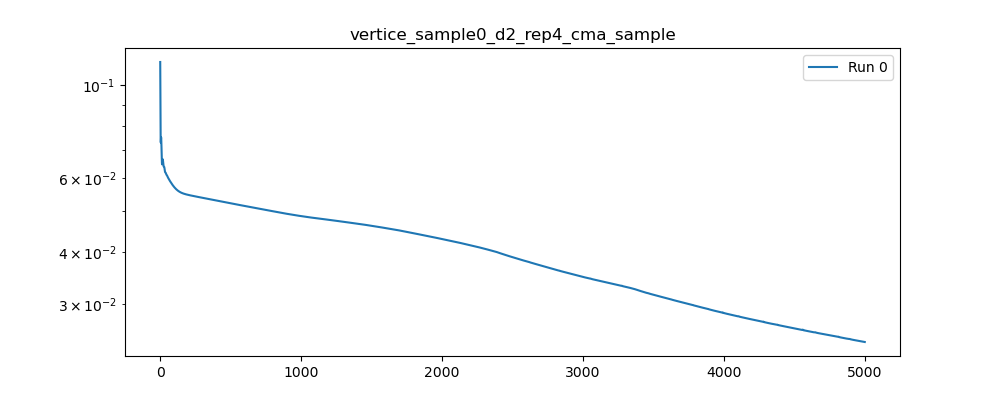 vertice_sample0_d2_rep4_cma_sample
Run 0
10⁻¹
6 × 10⁻²
4 × 10⁻²
3 × 10⁻²
0 1000 2000 3000 4000 5000